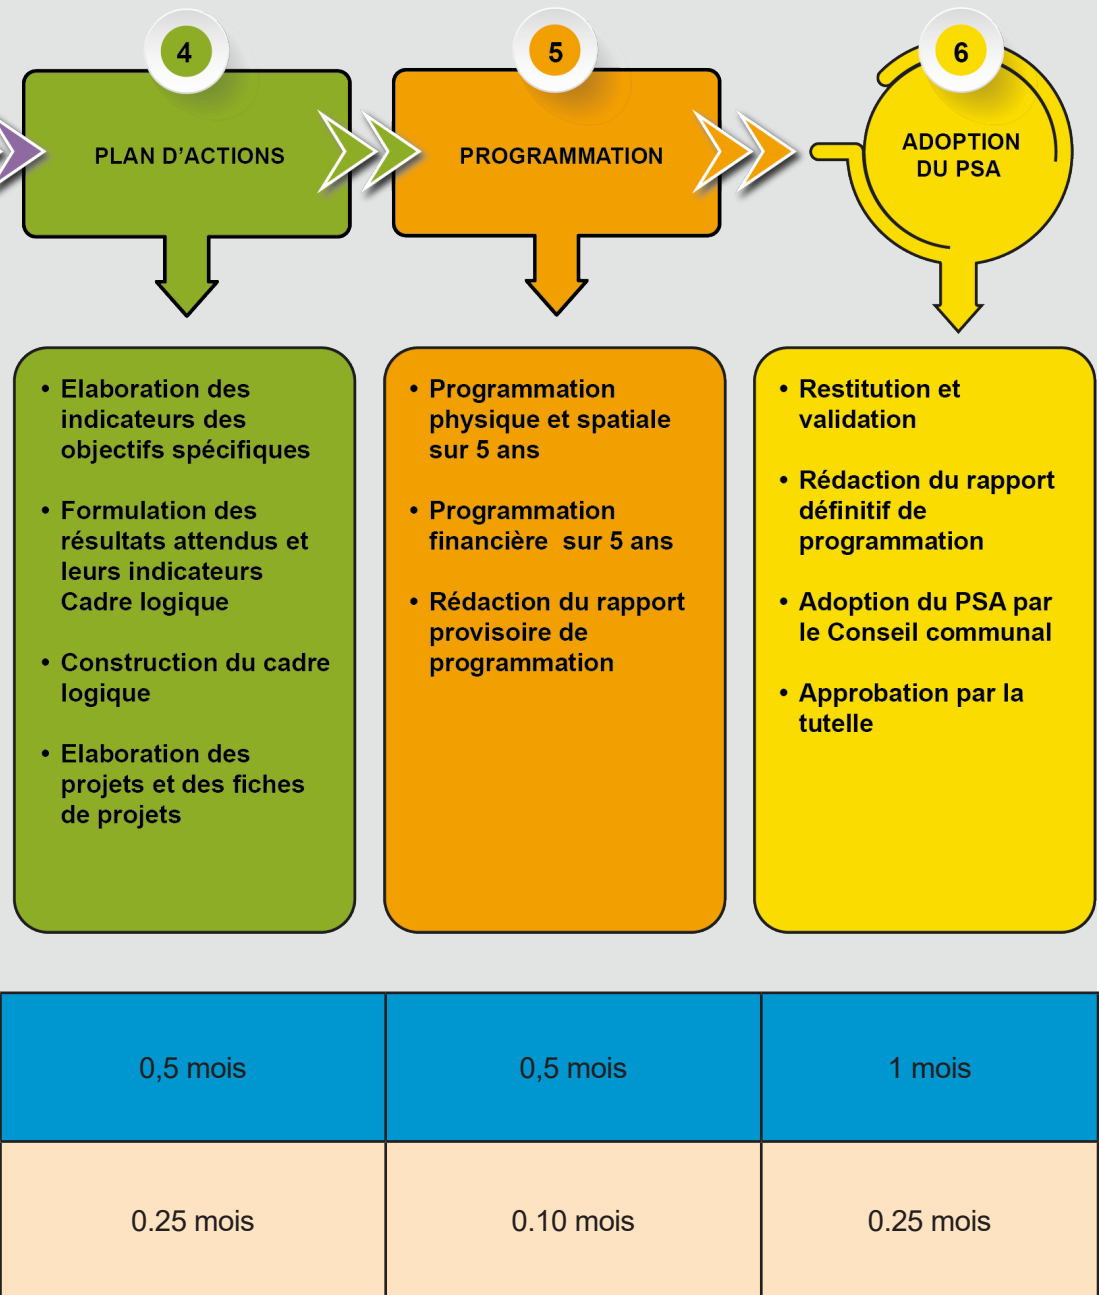 4
PLAN D’ACTIONS
5
PROGRAMMATION
6
ADOPTION
DU PSA
• Elaboration des
indicateurs des
objectifs spécifiques
• Formulation des
résultats attendus et
leurs indicateurs
Cadre logique
• Construction du cadre
logique
• Elaboration des
projets et des fiches
de projets
• Programmation
physique et spatiale
sur 5 ans
• Programmation
financière sur 5 ans
• Rédaction du rapport
provisoire de
programmation
• Restitution et
validation
• Rédaction du rapport
définitif de
programmation
• Adoption du PSA par
le Conseil communal
• Approbation par la
tutelle
0,5 mois
0,5 mois
1 mois
0.25 mois
0.10 mois
0.25 mois